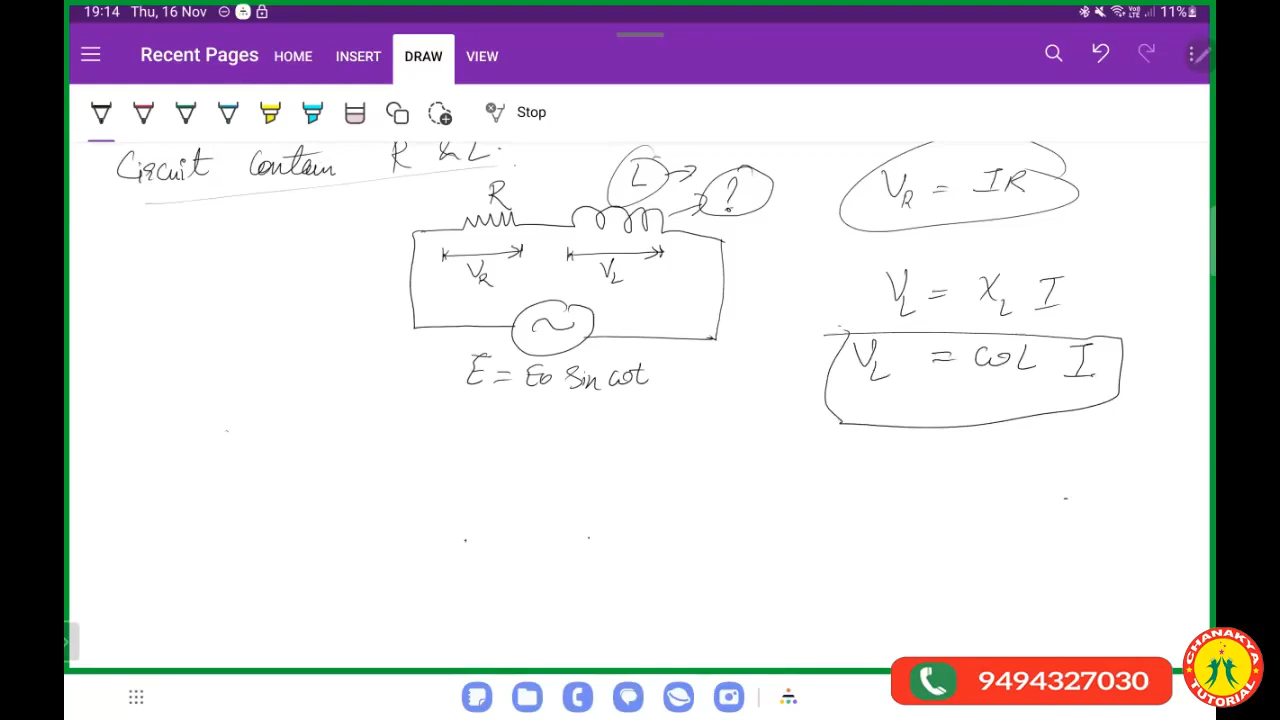 19:14 Thu, 16 Nov
11%
Recent Pages HOME INSERT DRAW VIEW
Stop
Circuit Contain R & L.
R L → ?
V_R = IR
V_R V_L
V_L = X_L I
V_L = ωL I
E = E0 Sin ωt
9494327030
CHANAKYA TUTORIAL